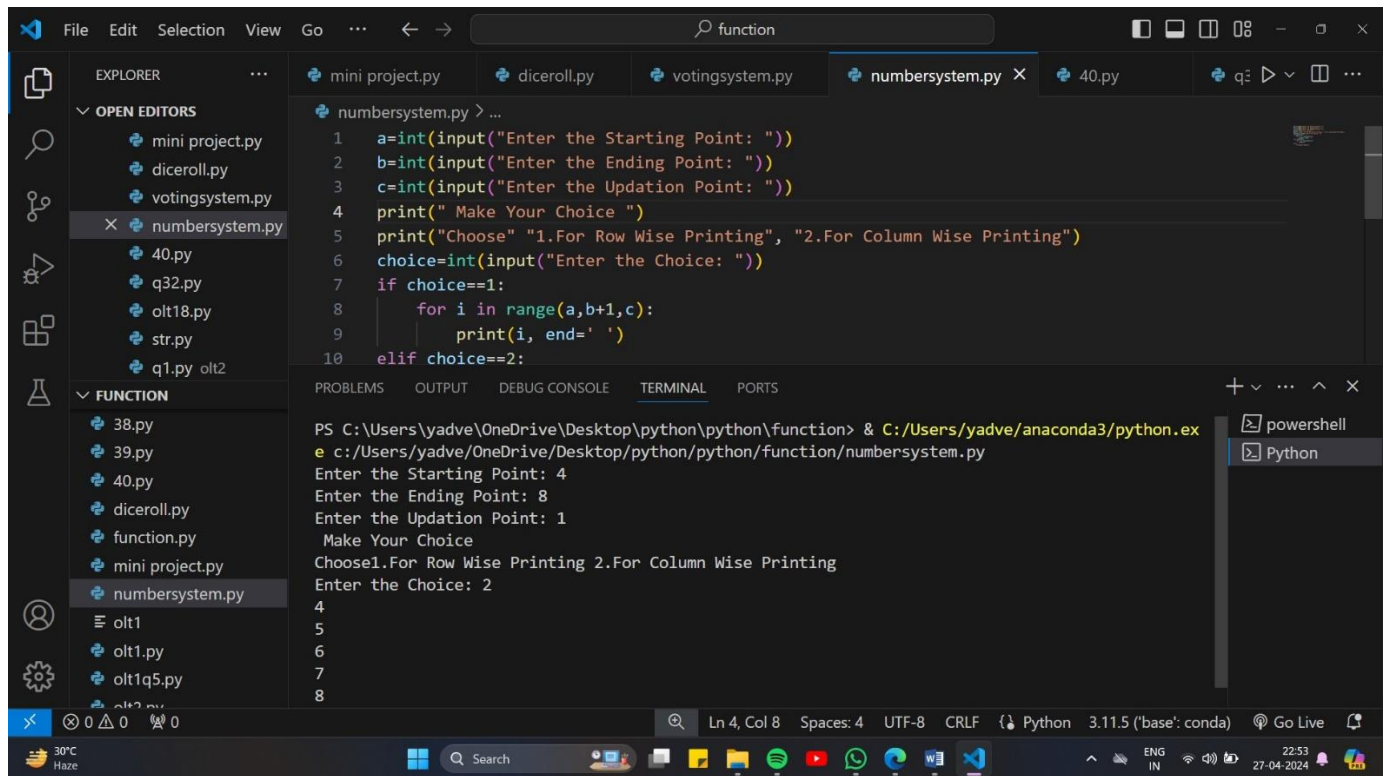 File Edit Selection View Go ··· function
EXPLORER ···
OPEN EDITORS
mini project.py
diceroll.py
votingsystem.py
numbersystem.py
40.py
q32.py
olt18.py
str.py
q1.py olt2
FUNCTION
38.py
39.py
40.py
diceroll.py
function.py
mini project.py
numbersystem.py
olt1
olt1.py
olt1q5.py
olt2.py
mini project.py diceroll.py votingsystem.py numbersystem.py 40.py
numbersystem.py > ...
1 a=int(input("Enter the Starting Point: "))
2 b=int(input("Enter the Ending Point: "))
3 c=int(input("Enter the Updation Point: "))
4 print(" Make Your Choice ")
5 print("Choose" "1.For Row Wise Printing", "2.For Column Wise Printing")
6 choice=int(input("Enter the Choice: "))
7 if choice==1:
8     for i in range(a,b+1,c):
9         print(i, end=' ')
10 elif choice==2:
PROBLEMS OUTPUT DEBUG CONSOLE TERMINAL PORTS
PS C:\Users\yadve\OneDrive\Desktop\python\python\function> & C:/Users/yadve/anaconda3/python.ex
e c:/Users/yadve/OneDrive/Desktop/python/python/function/numbersystem.py
Enter the Starting Point: 4
Enter the Ending Point: 8
Enter the Updation Point: 1
 Make Your Choice
Choose1.For Row Wise Printing 2.For Column Wise Printing
Enter the Choice: 2
4
5
6
7
8
powershell
Python
0 0 0 Ln 4, Col 8 Spaces: 4 UTF-8 CRLF Python 3.11.5 ('base': conda) Go Live
30°C
Haze
Search
ENG
IN
22:53
27-04-2024